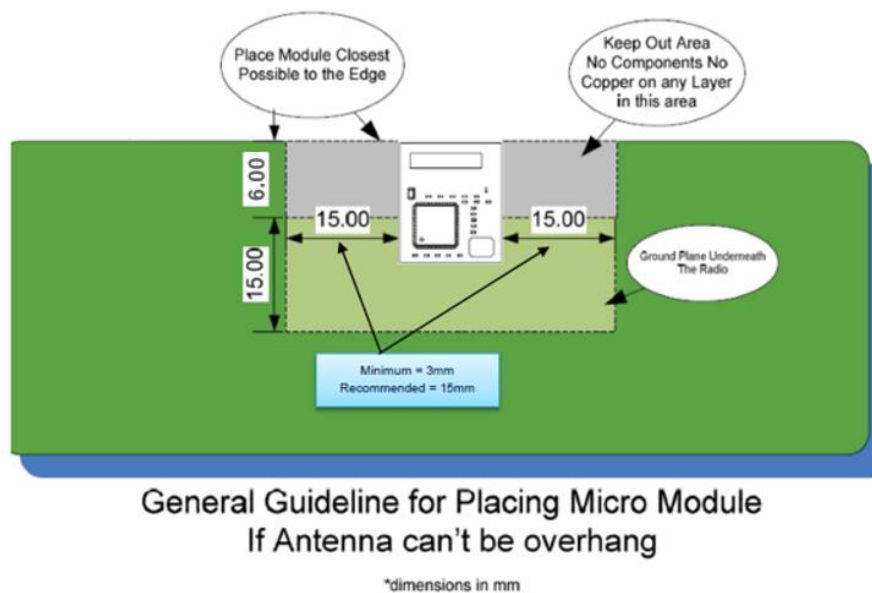 Place Module Closest
Possible to the Edge
Keep Out Area
No Components No
Copper on any Layer
in this area
6.00
15.00
15.00
15.00
Ground Plane Underneath
The Radio
Minimum = 3mm
Recommended = 15mm
General Guideline for Placing Micro Module
If Antenna can't be overhang
*dimensions in mm